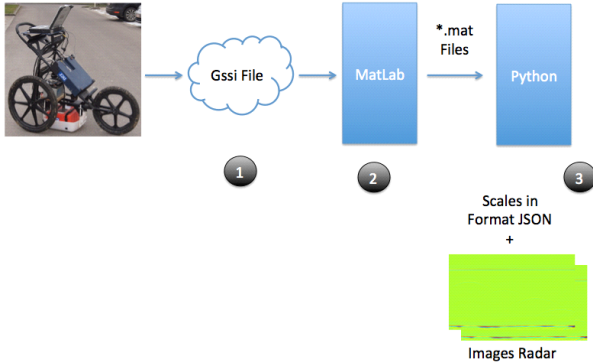 *.mat
Files
Gssi File
MatLab
Python
1
2
3
Scales in
Format JSON
+
Images Radar